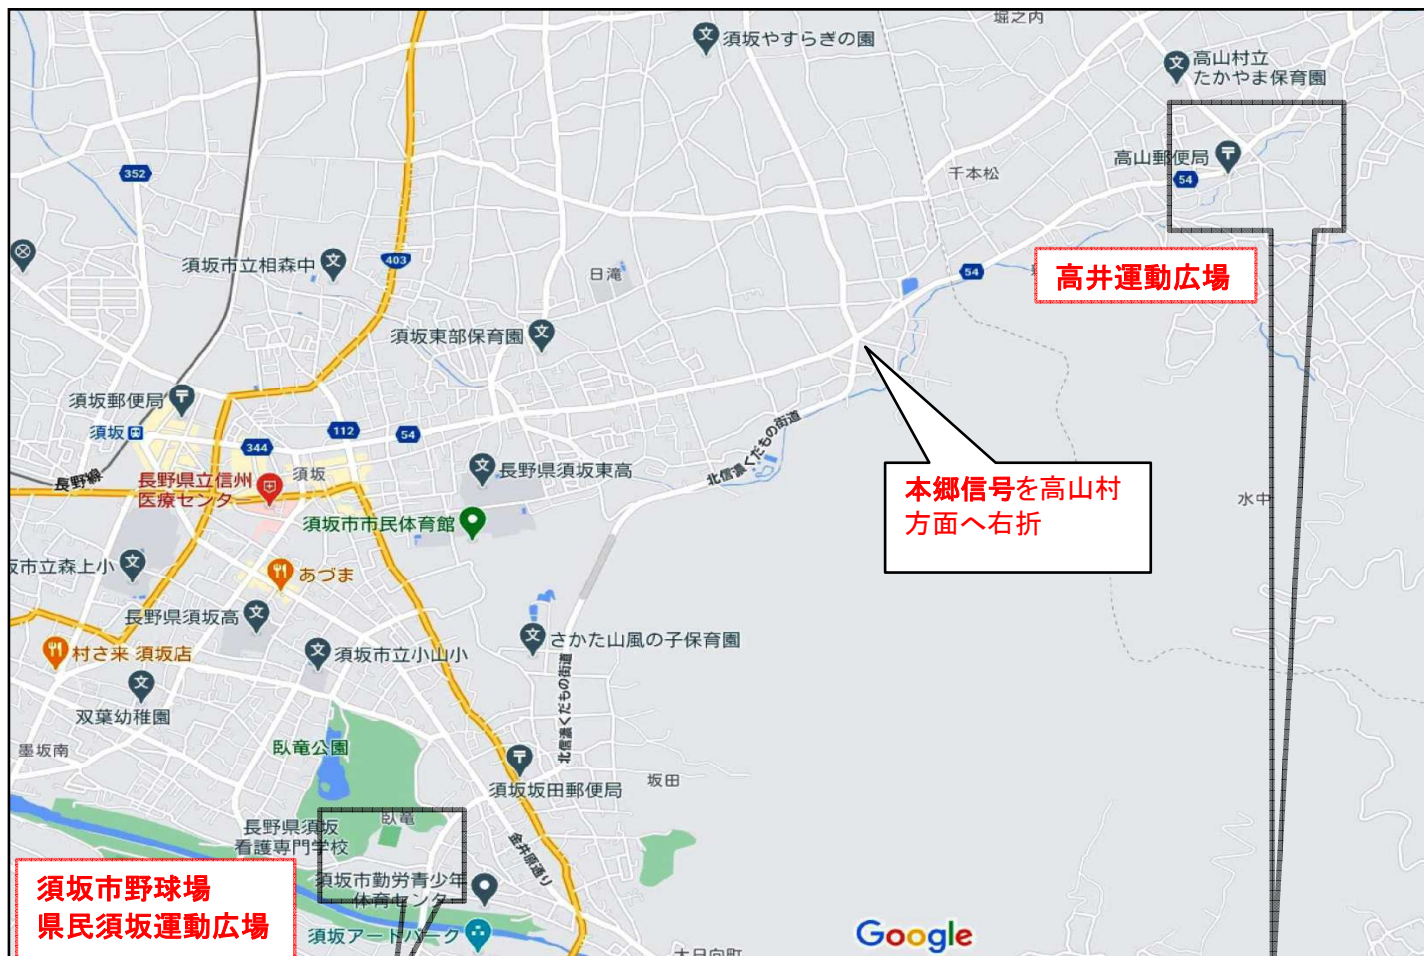 堀之内
須坂やすらぎの園
高山村立
たかやま保育園
352
高山郵便局
千本松
54
須坂市立相森中
403
日滝
54
高井運動広場
須坂東部保育園
須坂郵便局
須坂
344
112
54
須坂
長野線
長野県立信州
医療センター
長野県須坂東高
北信濃くだもの街道
本郷信号を高山村
方面へ右折
水中
須坂市市民体育館
坂市立森上小
あづま
長野県須坂高
村さ来 須坂店
須坂市立小山小
さかた山風の子保育園
双葉幼稚園
北信濃くだもの街道
墨坂南
臥竜公園
須坂坂田郵便局
坂田
臥竜
長野県須坂
看護専門学校
金井原通り
須坂市野球場
県民須坂運動広場
須坂市勤労青少年
体育センター
須坂アートパーク
Google
大日向町